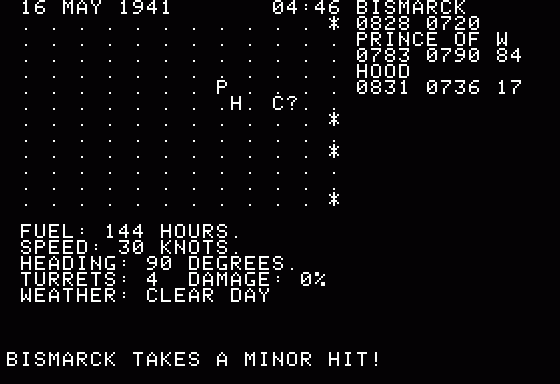 16 MAY 1941 04:46 BISMARCK
. . . . . . . . . . . . . * 0828 0720
. . . . . . . . . . . . . . PRINCE OF W
. . . . . . . . . . . . . . 0783 0790 84
. . . . . . . . . . . . . . HOOD
P . 0831 0736 17
. . . . . . . . . H . C?.
. . . . . . . . . . . . . *
. . . . . . . . . . . . . .
. . . . . . . . . . . . . *
. . . . . . . . . . . . . .
. . . . . . . . . . . . . .
. . . . . . . . . . . . . *
FUEL: 144 HOURS.
SPEED: 30 KNOTS.
HEADING: 90 DEGREES.
TURRETS: 4 DAMAGE: 0%
WEATHER: CLEAR DAY
BISMARCK TAKES A MINOR HIT!